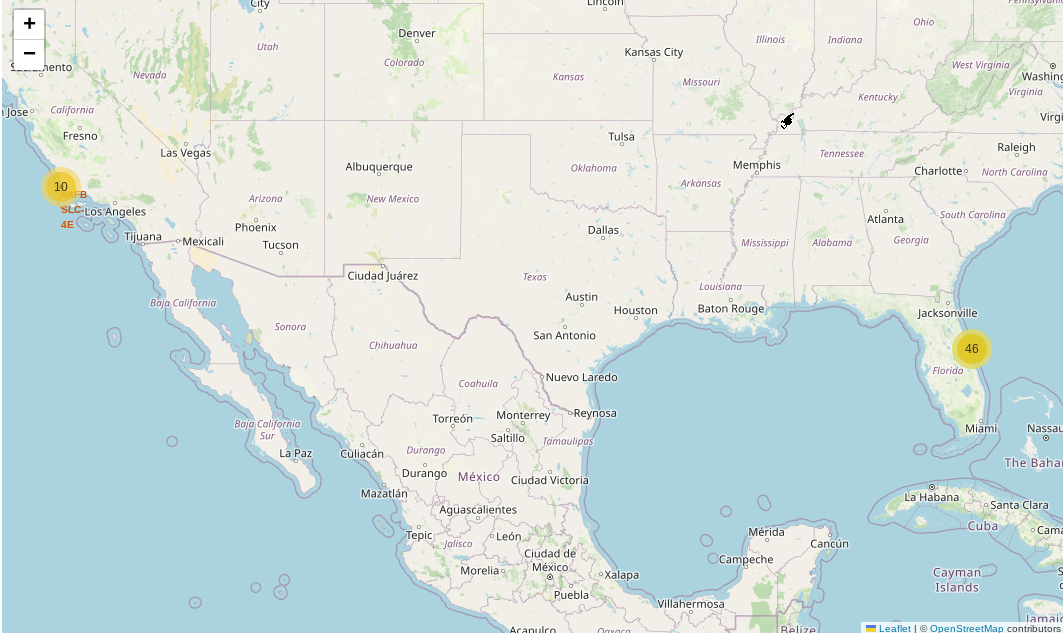 +
−
City
Lincoln
Pennsylvania
Denver
Ohio
Utah
Illinois
Indiana
Kansas City
Colorado
West Virginia
Nevada
Kansas
Missouri
Washing
Virginia
Kentucky
California
n Jose
Virgi
Fresno
Tulsa
Raleigh
Las Vegas
Tennessee
Albuquerque
Memphis
Oklahoma
Charlotte
North Carolina
10
Arkansas
B
Arizona
New Mexico
SLC-
Los Angeles
4E
South Carolina
Atlanta
Phoenix
Dallas
Tijuana
Mexicali
Tucson
Mississippi
Alabama
Georgia
Ciudad Juárez
Texas
Louisiana
Austin
Baja California
Houston
Baton Rouge
Jacksonville
Sonora
San Antonio
Chihuahua
46
Florida
Nuevo Laredo
Coahuila
Torreón
Monterrey
Reynosa
Baja California
Sur
Miami
Nassau
Saltillo
Tamaulipas
La Paz
Culiacán
Durango
The Bahar
Durango
México
Ciudad Victoria
Mazatlán
La Habana
Santa Clara
Aguascalientes
Cuba
Cama
Tepic
León
Mérida
Jalisco
Cancún
Ciudad de
México
Campeche
Morelia
Xalapa
Cayman
Islands
Puebla
Villahermosa
Jamai
Acapulco
Oaxaca
Belize
Leaflet | © OpenStreetMap contributors